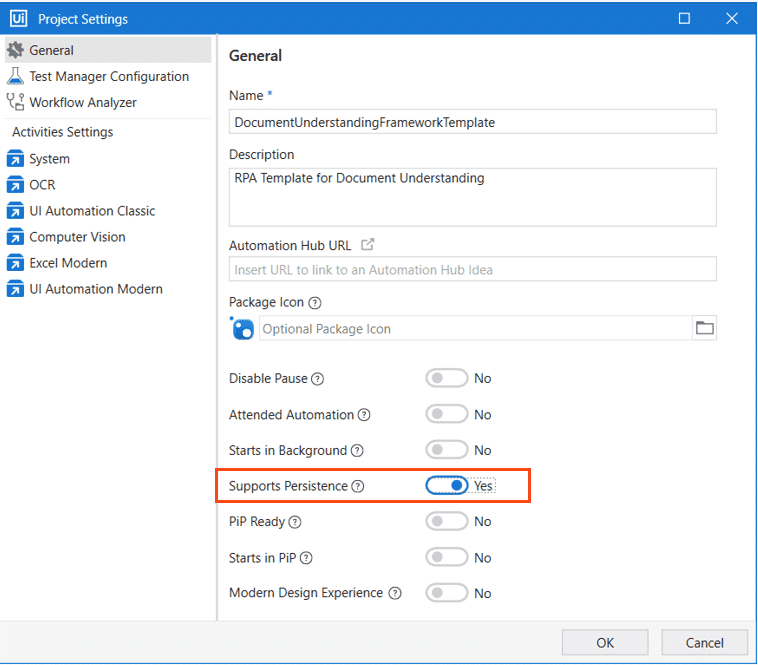 Ui Project Settings
General
Test Manager Configuration
Workflow Analyzer
Activities Settings
System
OCR
UI Automation Classic
Computer Vision
Excel Modern
UI Automation Modern
General
Name *
DocumentUnderstandingFrameworkTemplate
Description
RPA Template for Document Understanding
Automation Hub URL
Insert URL to link to an Automation Hub Idea
Package Icon ?
Optional Package Icon
Disable Pause ? No
Attended Automation ? No
Starts in Background ? No
Supports Persistence ? Yes
PiP Ready ? No
Starts in PiP ? No
Modern Design Experience ? No
OK Cancel